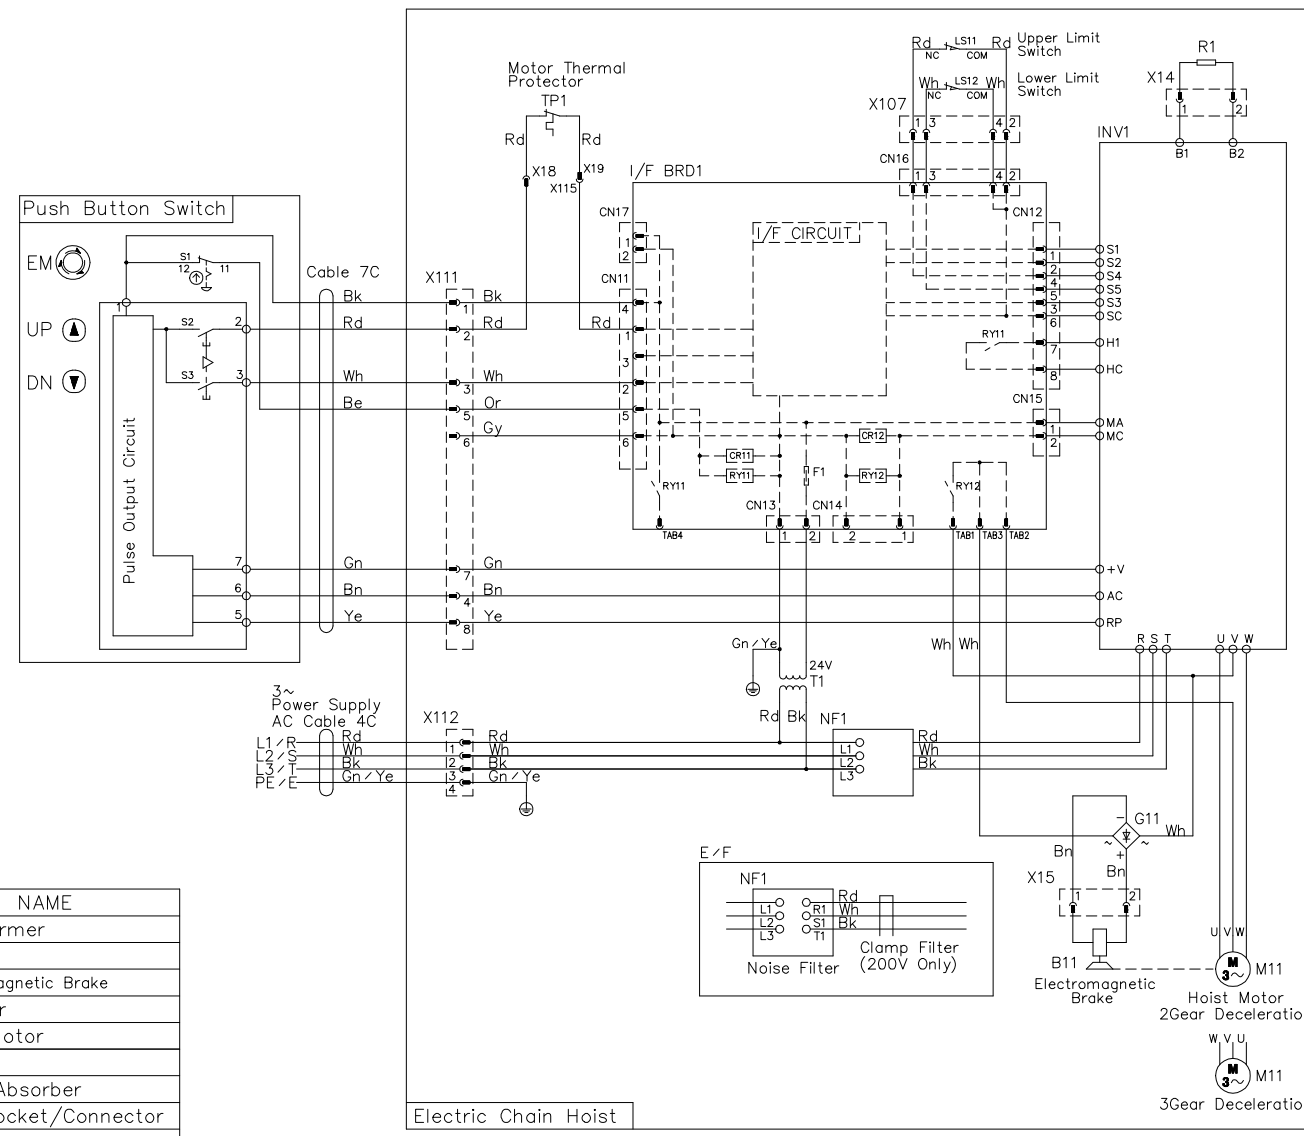 Push Button Switch
EM
UP
DN
S1
12
11
1
S2
2
S3
3
Pulse Output Circuit
7
6
5
Cable 7C
Bk
Rd
Wh
Be
Gn
Bn
Ye
X111
1
2
3
5
6
7
4
8
Bk
Rd
Wh
Or
Gy
Gn
Bn
Ye
Motor Thermal
Protector
TP1
Rd
Rd
X18
X19
X115
Rd
I/F BRD1
CN17
1
2
CN11
4
1
3
2
5
6
I/F CIRCUIT
CR11
RY11
RY11
TAB4
F1
CN13
1
2
CN14
2
1
CR12
RY12
RY12
TAB1
TAB3
TAB2
RY11
Rd
LS11
Rd
NC
COM
Upper Limit
Switch
Wh
LS12
Wh
NC
COM
Lower Limit
Switch
X107
1
3
4
2
CN16
1
3
4
2
CN12
1
2
4
5
3
6
7
8
CN15
1
2
X14
R1
1
2
INV1
B1
B2
S1
S2
S4
S5
S3
SC
H1
HC
MA
MC
+V
AC
RP
R S T
U V W
Gn/Ye
24V
T1
Rd
Bk
Wh
Wh
3~
Power Supply
AC Cable 4C
L1/R
L2/S
L3/T
PE/E
Rd
Wh
Bk
Gn/Ye
X112
1
2
3
4
Rd
Wh
Bk
Gn/Ye
NF1
L1
L2
L3
Rd
Wh
Bk
G11
-
+
~
~
Wh
Bn
Bn
X15
1
2
B11
Electromagnetic
Brake
U V W
M
3~
M11
Hoist Motor
2Gear Deceleratio
W V U
M
3~
M11
3Gear Deceleratio
E/F
NF1
L1
L2
L3
R1
S1
T1
Rd
Wh
Bk
Noise Filter
Clamp Filter
(200V Only)
NAME
rmer
agnetic Brake
r
otor
Absorber
ocket/Connector
Electric Chain Hoist